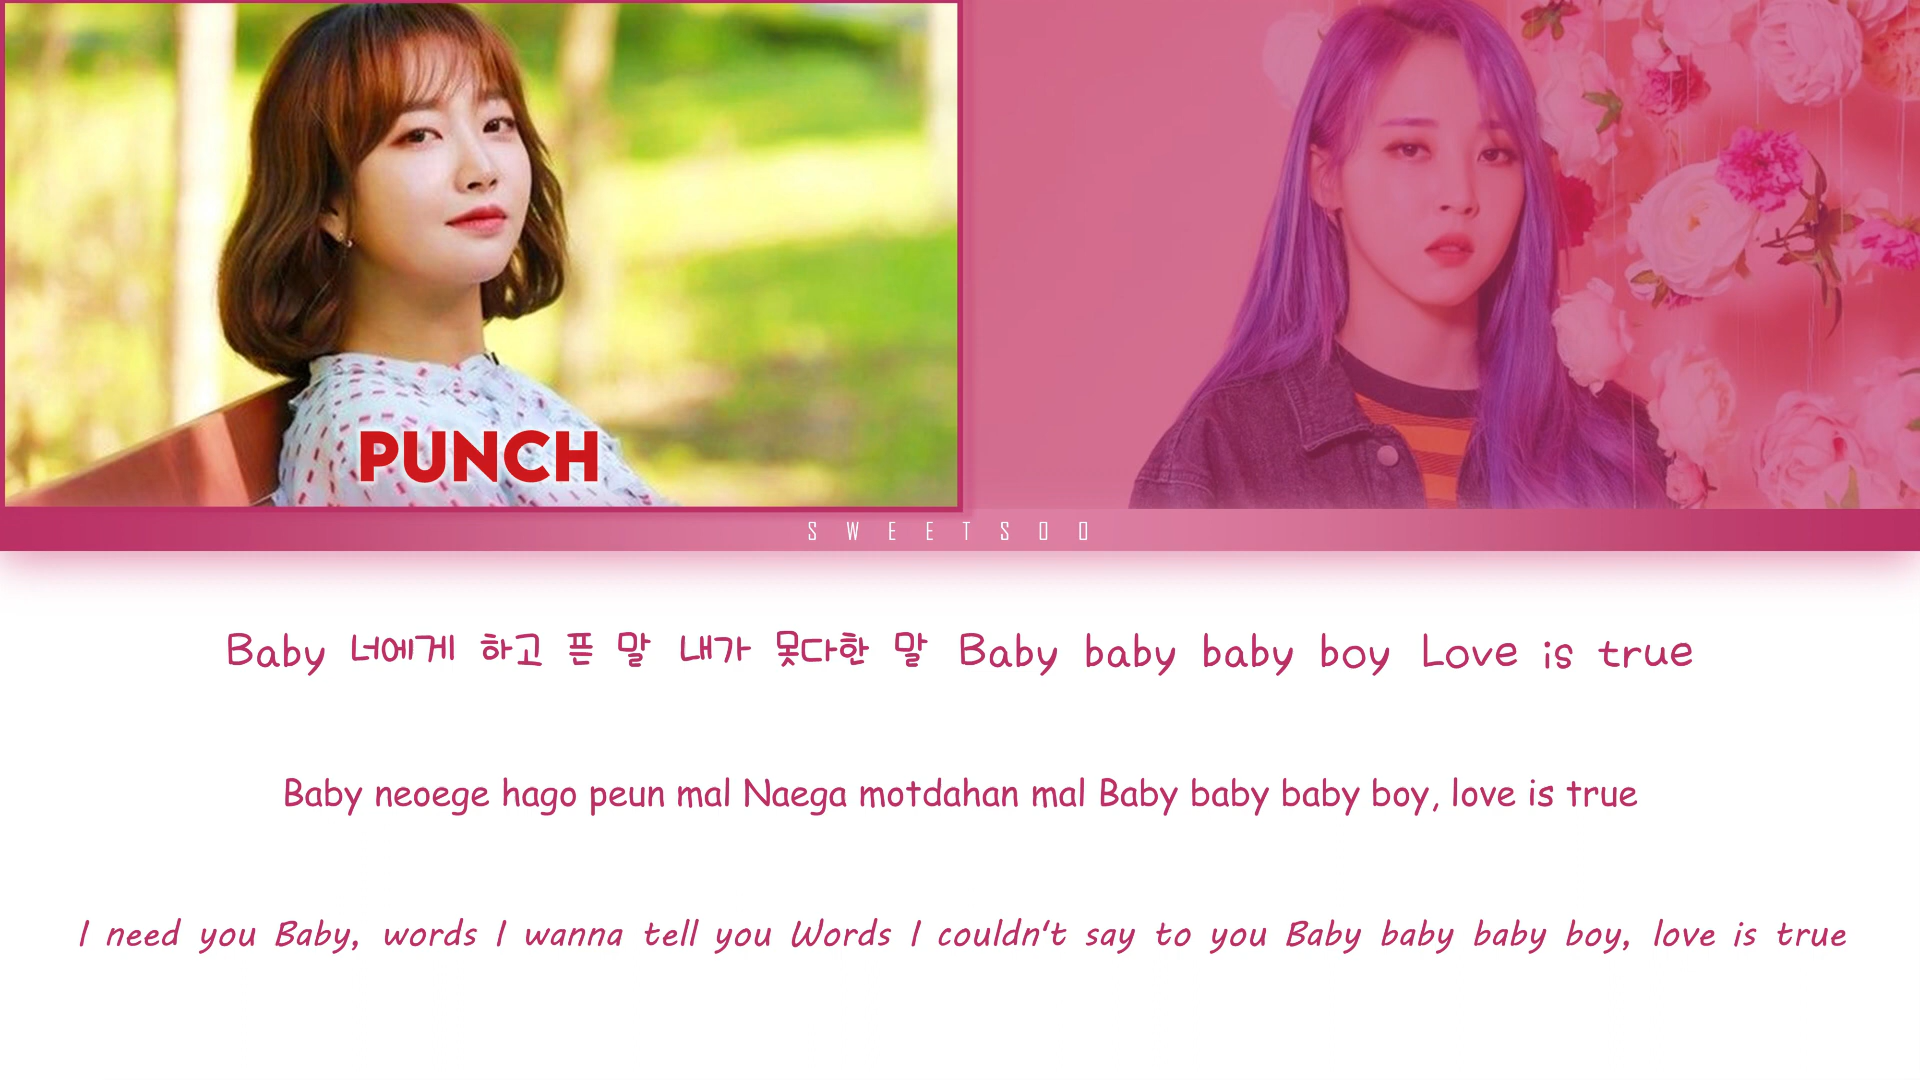 PUNCH
SWEETSOO
Baby 너에게 하고 픈 말 내가 못다한 말 Baby baby baby boy Love is true
Baby neoege hago peun mal Naega motdahan mal Baby baby baby boy, love is true
I need you Baby, words I wanna tell you Words I couldn't say to you Baby baby baby boy, love is true